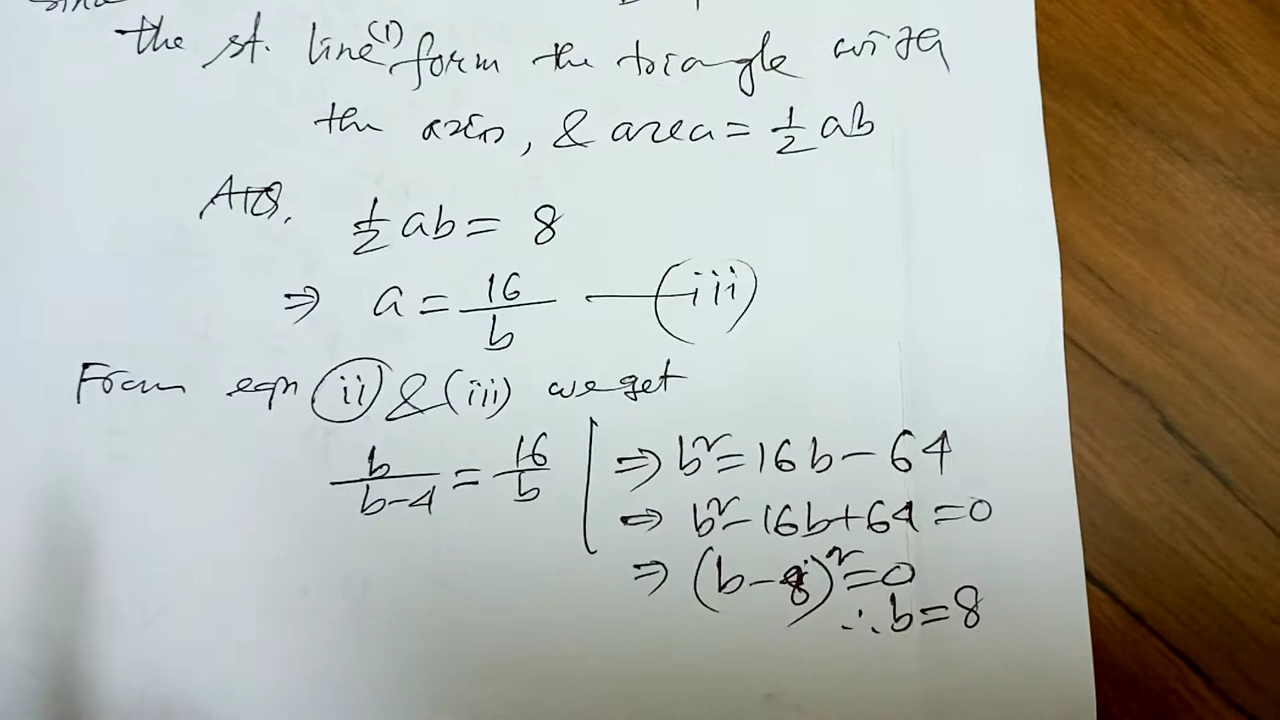 the st. line (1) form the triangle with
the axis, & area = 1/2 ab
ATQ, 1/2 ab = 8
⇒ a = 16/b —(iii)
From eqn (ii) & (iii) we get
b/(b-4) = 16/b
⇒ b² = 16b - 64
⇒ b² - 16b + 64 = 0
⇒ (b-8)² = 0
∴ b = 8